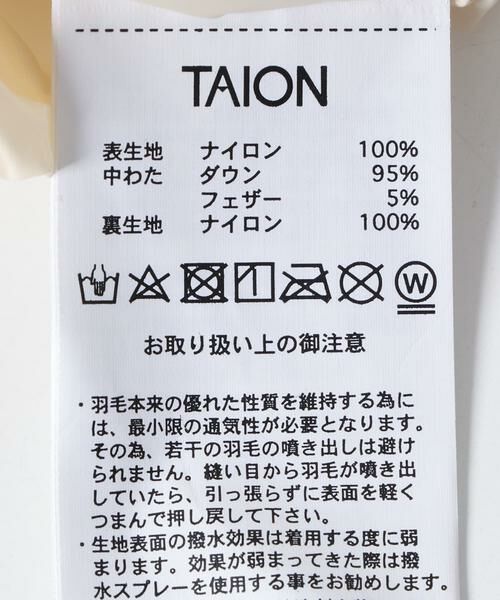 TAION
表生地 ナイロン 100%
中わた ダウン 95%
フェザー 5%
裏生地 ナイロン 100%
W
お取り扱い上の御注意
・羽毛本来の優れた性質を維持する為に
は、最小限の通気性が必要となります。
その為、若干の羽毛の噴き出しは避け
られません。縫い目から羽毛が噴き出
していたら、引っ張らずに表面を軽く
つまんで押し戻して下さい。
・生地表面の撥水効果は着用する度に弱
まります。効果が弱まってきた際は撥
水スプレーを使用する事をお勧めします。